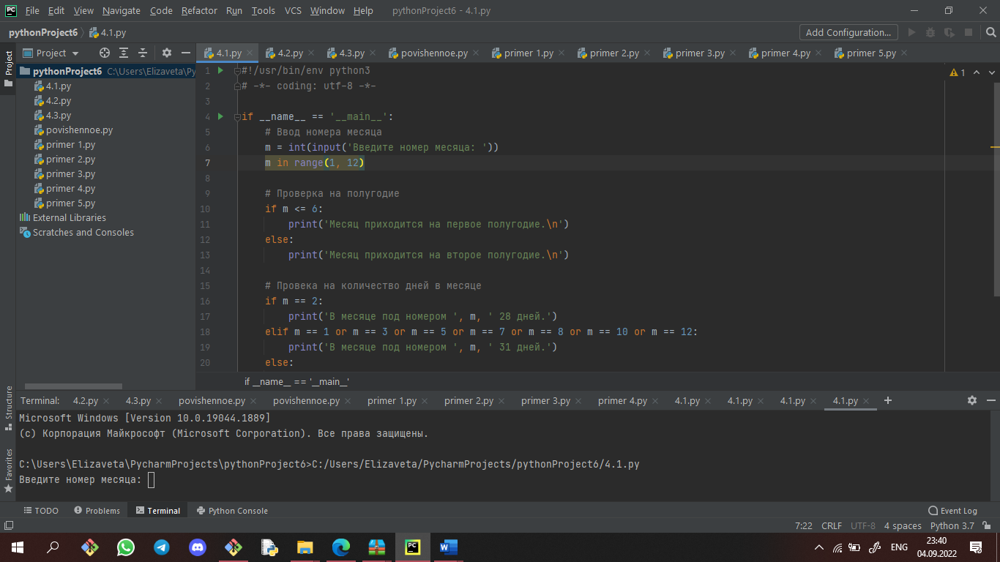 File Edit View Navigate Code Refactor Run Tools VCS Window Help pythonProject6 - 4.1.py
pythonProject6 4.1.py Add Configuration...
Project
Project
4.1.py 4.2.py 4.3.py povishennoe.py primer 1.py primer 2.py primer 3.py primer 4.py primer 5.py
pythonProject6 C:\Users\Elizaveta\Py
4.1.py
4.2.py
4.3.py
povishennoe.py
primer 1.py
primer 2.py
primer 3.py
primer 4.py
primer 5.py
External Libraries
Scratches and Consoles
1 #!/usr/bin/env python3
2 # -*- coding: utf-8 -*-
3
4 if __name__ == '__main__':
5 # Ввод номера месяца
6 m = int(input('Введите номер месяца: '))
7 m in range(1, 12)
8
9 # Проверка на полугодие
10 if m <= 6:
11 print('Месяц приходится на первое полугодие.\n')
12 else:
13 print('Месяц приходится на второе полугодие.\n')
14
15 # Провека на количество дней в месяце
16 if m == 2:
17 print('В месяце под номером ', m, ' 28 дней.')
18 elif m == 1 or m == 3 or m == 5 or m == 7 or m == 8 or m == 10 or m == 12:
19 print('В месяце под номером ', m, ' 31 дней.')
20 else:
1
if __name__ == '__main__'
Structure
Favorites
Terminal: 4.2.py 4.3.py povishennoe.py povishennoe.py primer 1.py primer 2.py primer 3.py primer 4.py 4.1.py 4.1.py 4.1.py 4.1.py
Microsoft Windows [Version 10.0.19044.1889]
(c) Корпорация Майкрософт (Microsoft Corporation). Все права защищены.
C:\Users\Elizaveta\PycharmProjects\pythonProject6>C:/Users/Elizaveta/PycharmProjects/pythonProject6/4.1.py
Введите номер месяца:
TODO Problems Terminal Python Console Event Log
7:22 CRLF UTF-8 4 spaces Python 3.7
ENG
23:40
04.09.2022